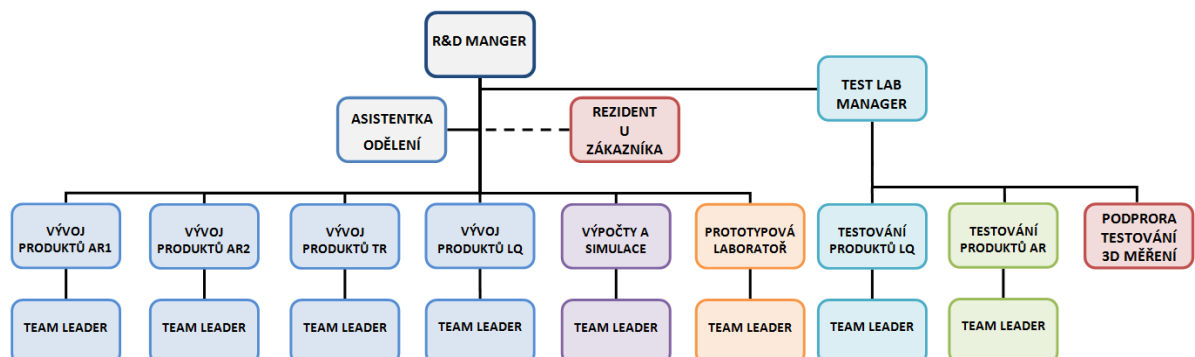 R&D MANGER
TEST LAB
MANAGER
ASISTENTKA
ODĚLENÍ
REZIDENT
U
ZÁKAZNÍKA
VÝVOJ
PRODUKTŮ AR1
VÝVOJ
PRODUKTŮ AR2
VÝVOJ
PRODUKTŮ TR
VÝVOJ
PRODUKTŮ LQ
VÝPOČTY A
SIMULACE
PROTOTYPOVÁ
LABORATOŘ
TESTOVÁNÍ
PRODUKTŮ LQ
TESTOVÁNÍ
PRODUKTŮ AR
PODPRORA
TESTOVÁNÍ
3D MĚŘENÍ
TEAM LEADER
TEAM LEADER
TEAM LEADER
TEAM LEADER
TEAM LEADER
TEAM LEADER
TEAM LEADER
TEAM LEADER